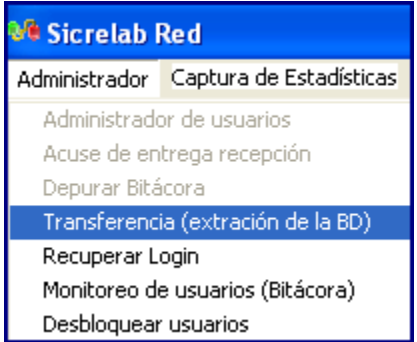 Sicrelab Red
Administrador Captura de Estadísticas
Administrador de usuarios
Acuse de entrega recepción
Depurar Bitácora
Transferencia (extración de la BD)
Recuperar Login
Monitoreo de usuarios (Bitácora)
Desbloquear usuarios